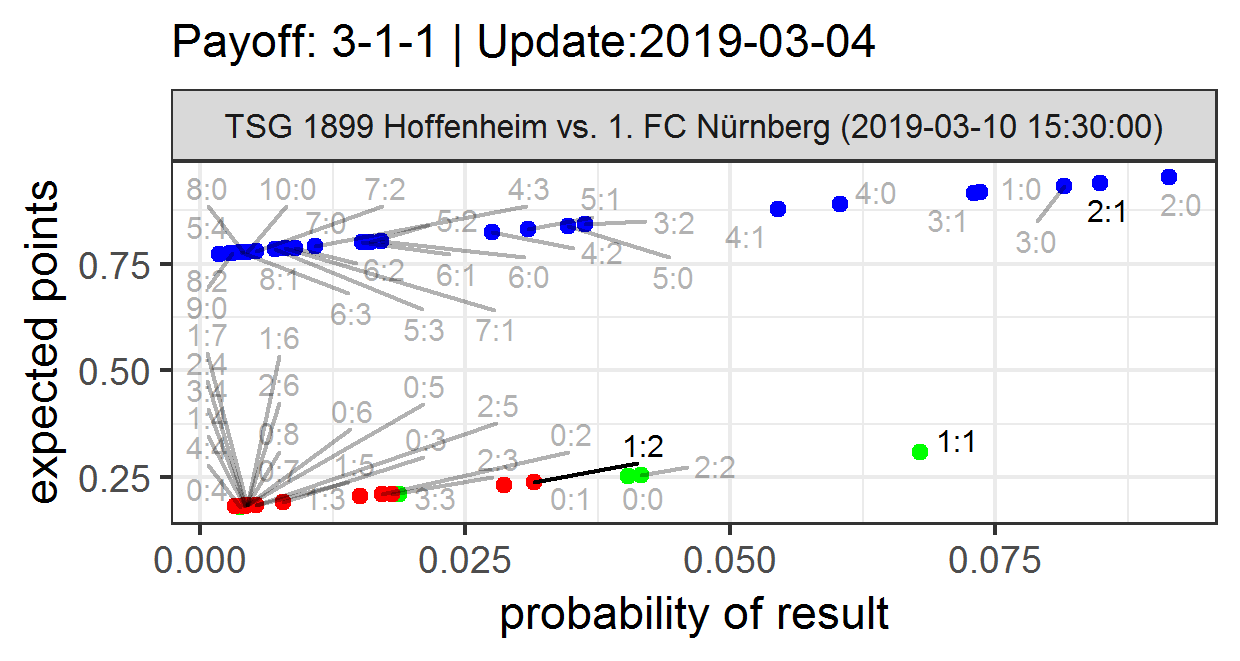 Payoff: 3-1-1 | Update:2019-03-04
TSG 1899 Hoffenheim vs. 1. FC Nürnberg (2019-03-10 15:30:00)
expected points
0.75
0.50
0.25
8:0 10:0 7:2 4:3 5:1 4:0 1:0 2:1 2:0
5:4 7:0 5:2 3:2 4:1 3:1 3:0
8:2 8:1 6:2 6:1 6:0 4:2 5:0
9:0 6:3 5:3 7:1
1:7 1:6
2:4 2:6 0:5
3:4 0:6 2:5
1:4 0:8 0:3 0:2 1:2 1:1
4:4 0:7 1:5 2:3 2:2
0:4 1:3 3:3 0:1 0:0
0.000 0.025 0.050 0.075
probability of result